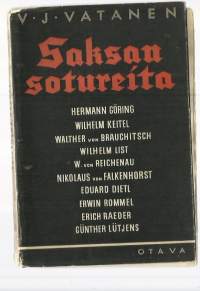 V · J · VATANEN
Saksan
sotureita
HERMANN GÖRING
WILHELM KEITEL
WALTHER VON BRAUCHITSCH
WILHELM LIST
W. VON REICHENAU
NIKOLAUS VON FALKENHORST
EDUARD DIETL
ERWIN ROMMEL
ERICH RAEDER
GÜNTHER LÜTJENS
OTAVA